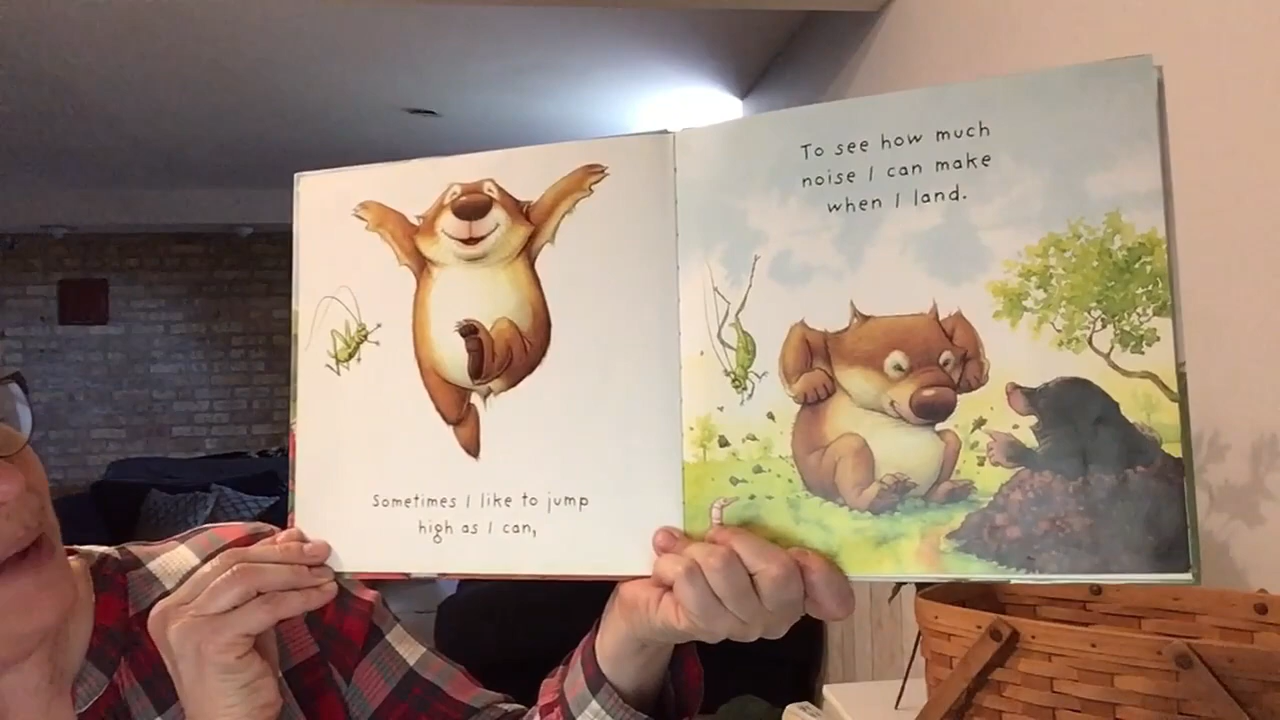 Sometimes I like to jump
high as I can,
To see how much
noise I can make
when I land.